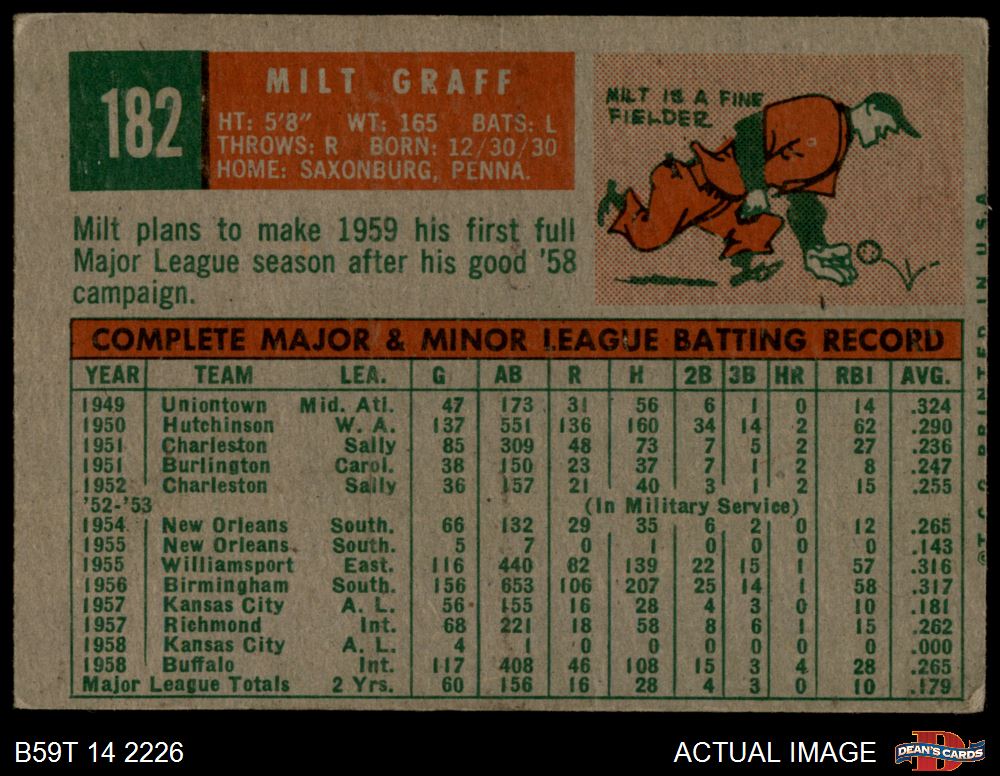 182
MILT GRAFF
HT: 5'8" WT: 165 BATS: L
THROWS: R BORN: 12/30/30
HOME: SAXONBURG, PENNA.
MILT IS A FINE
FIELDER
Milt plans to make 1959 his first full
Major League season after his good '58
campaign.
COMPLETE MAJOR & MINOR LEAGUE BATTING RECORD
YEAR TEAM LEA. G AB R H 2B 3B HR RBI AVG.
1949 Uniontown Mid. Atl. 47 173 31 56 6 1 0 14 .324
1950 Hutchinson W. A. 137 551 136 160 34 14 2 62 .290
1951 Charleston Sally 85 309 48 73 7 5 2 27 .236
1951 Burlington Carol. 38 150 23 37 7 1 2 8 .247
1952 Charleston Sally 36 157 21 40 3 1 2 15 .255
'52-'53 (In Military Service)
1954 New Orleans South. 66 132 29 35 6 2 0 12 .265
1955 New Orleans South. 5 7 0 1 0 0 0 0 .143
1955 Williamsport East. 116 440 82 139 22 15 1 57 .316
1956 Birmingham South. 156 653 106 207 25 14 1 58 .317
1957 Kansas City A. L. 56 155 16 28 4 3 0 10 .181
1957 Richmond Int. 68 221 18 58 8 6 1 15 .262
1958 Kansas City A. L. 4 1 0 0 0 0 0 0 .000
1958 Buffalo Int. 117 408 46 108 15 3 4 28 .265
Major League Totals 2 Yrs. 60 156 16 28 4 3 0 10 .179
PRINTED IN U.S.A.
B59T 14 2226
ACTUAL IMAGE
D
DEAN'S CARDS